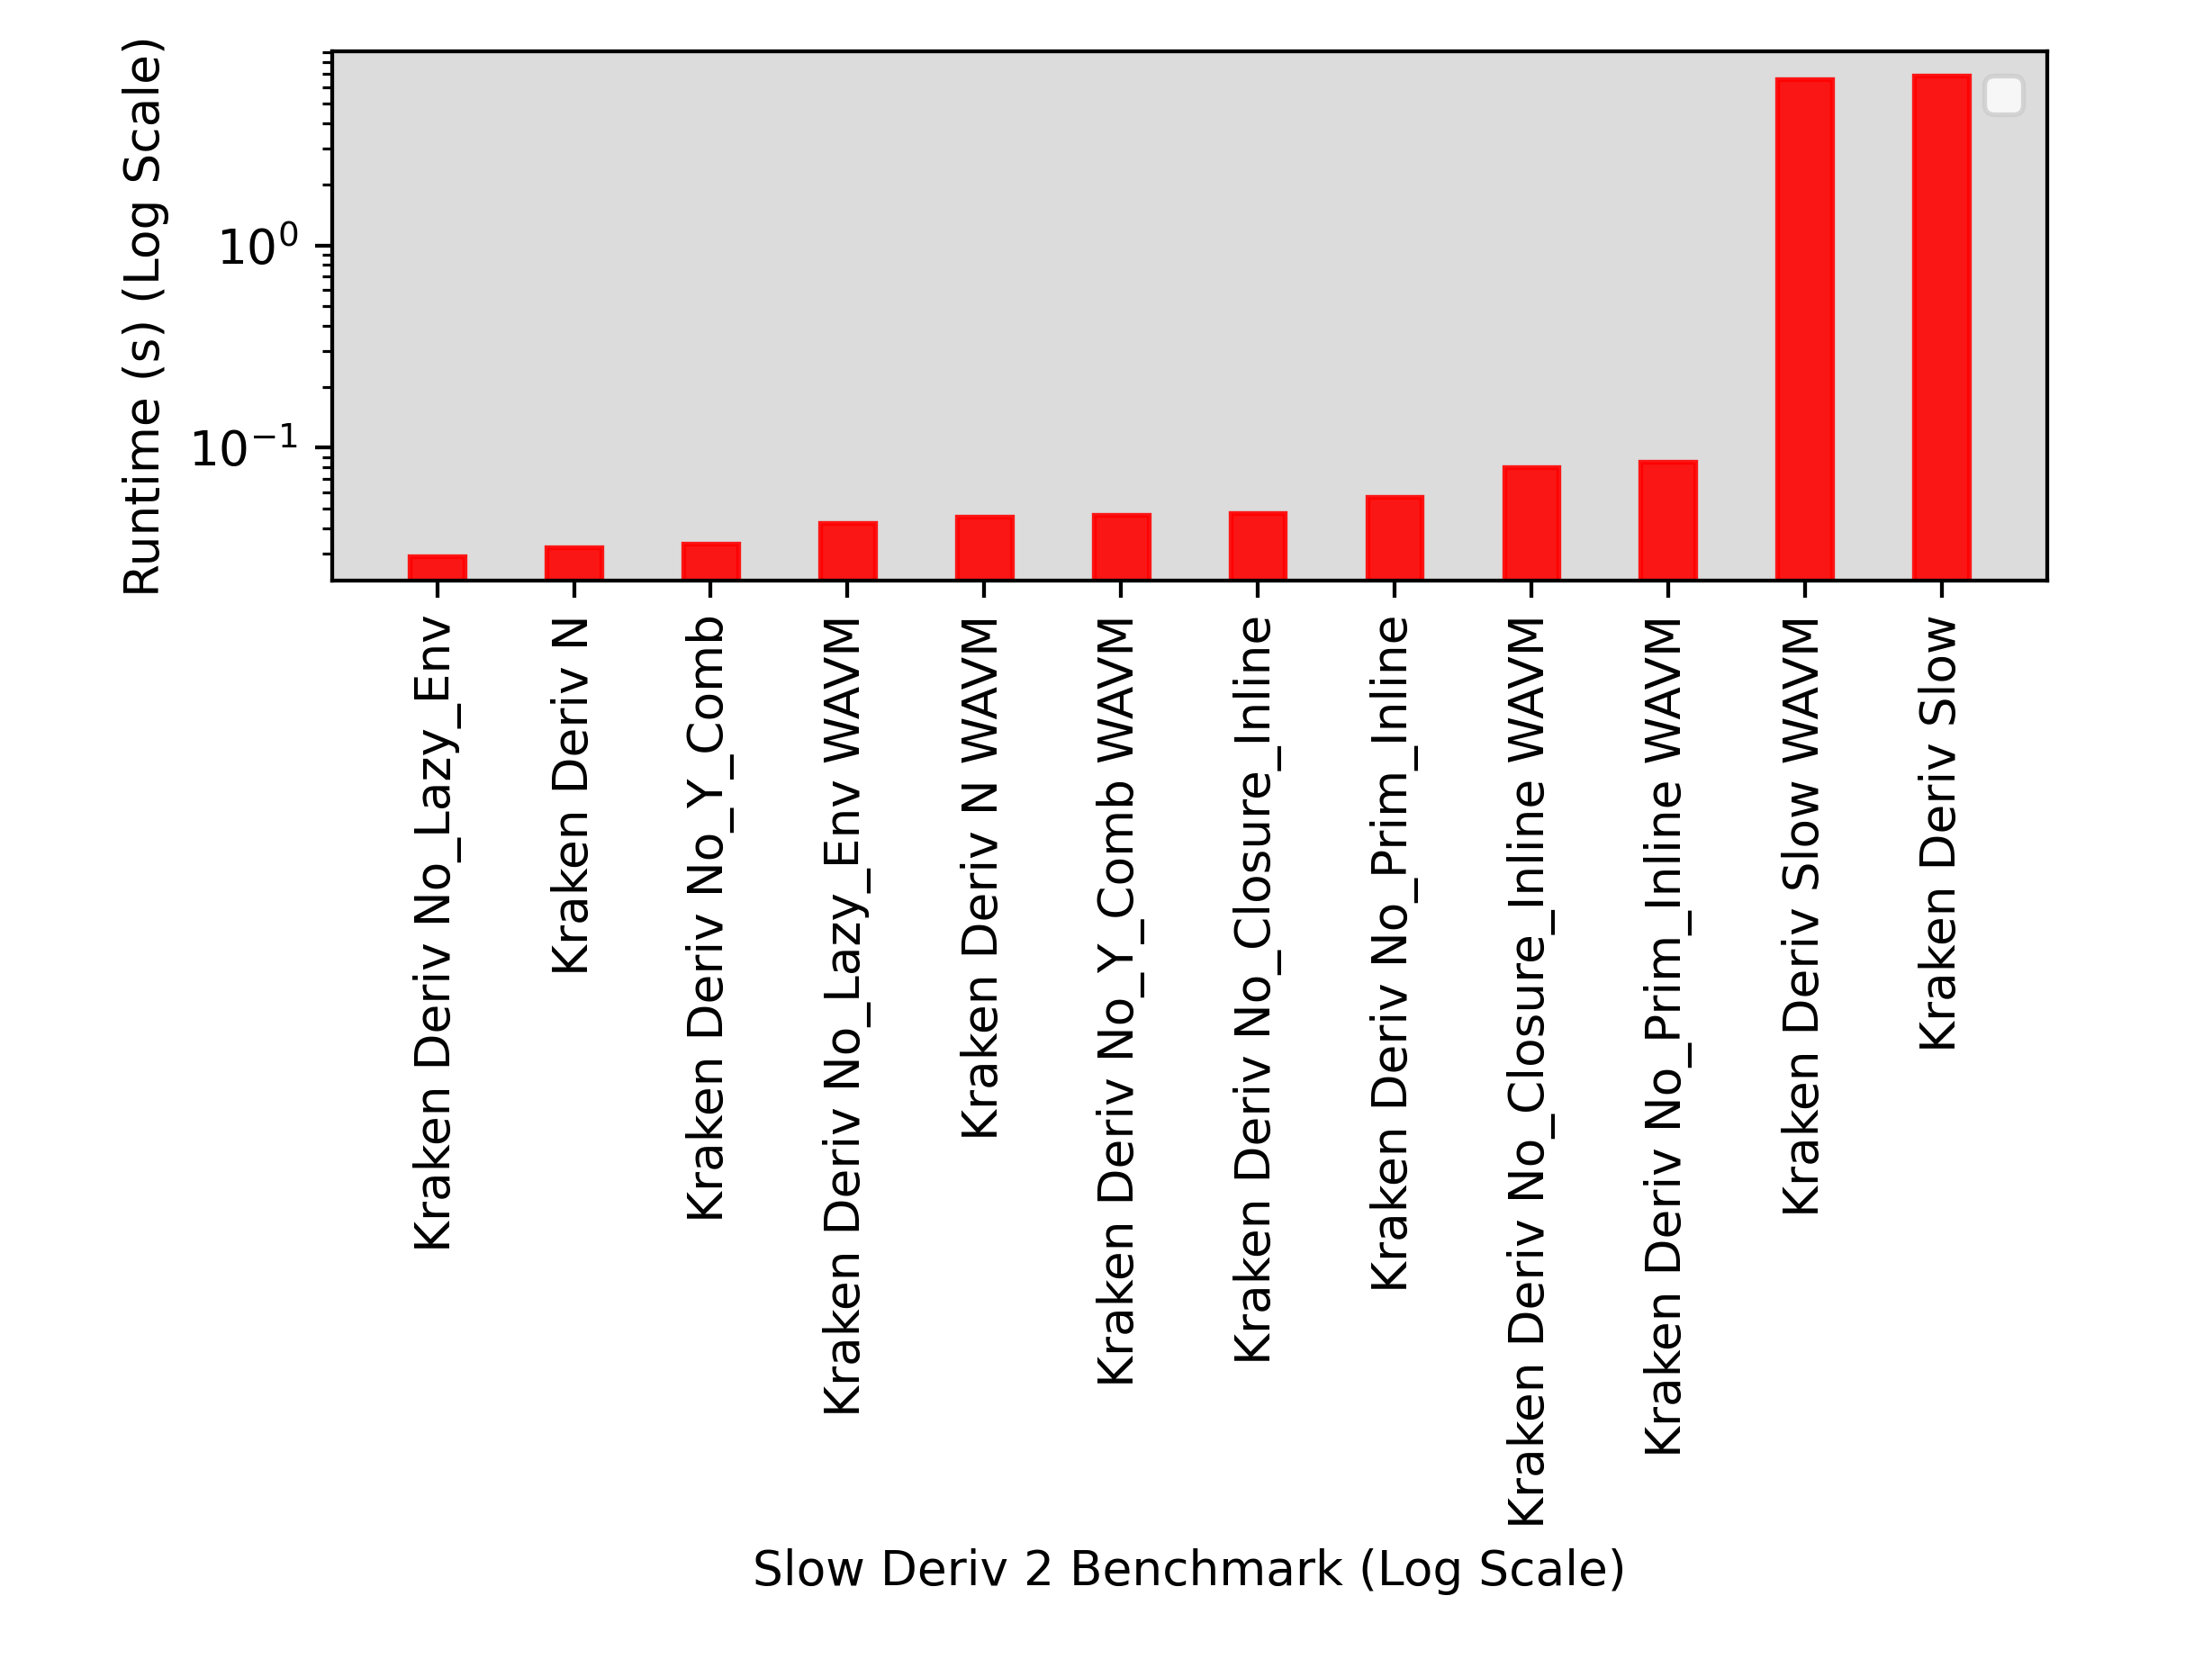 Runtime (s) (Log Scale)
10⁰
10⁻¹
Kraken Deriv No_Lazy_Env
Kraken Deriv N
Kraken Deriv No_Y_Comb
Kraken Deriv No_Lazy_Env WAVM
Kraken Deriv N WAVM
Kraken Deriv No_Y_Comb WAVM
Kraken Deriv No_Closure_Inline
Kraken Deriv No_Prim_Inline
Kraken Deriv No_Closure_Inline WAVM
Kraken Deriv No_Prim_Inline WAVM
Kraken Deriv Slow WAVM
Kraken Deriv Slow
Slow Deriv 2 Benchmark (Log Scale)